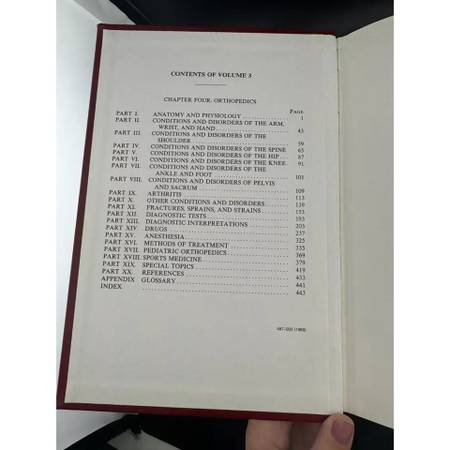 CONTENTS OF VOLUME 3
CHAPTER FOUR: ORTHOPEDICS
PAGE
PART I. ANATOMY AND PHYSIOLOGY 1
PART II. CONDITIONS AND DISORDERS OF THE ARM,
WRIST, AND HAND 43
PART III. CONDITIONS AND DISORDERS OF THE
SHOULDER 59
PART IV. CONDITIONS AND DISORDERS OF THE SPINE 65
PART V. CONDITIONS AND DISORDERS OF THE HIP 87
PART VI. CONDITIONS AND DISORDERS OF THE KNEE 91
PART VII. CONDITIONS AND DISORDERS OF THE
ANKLE AND FOOT 101
PART VIII. CONDITIONS AND DISORDERS OF PELVIS
AND SACRUM 109
PART IX. ARTHRITIS 113
PART X. OTHER CONDITIONS AND DISORDERS
PART XI. FRACTURES, SPRAINS, AND STRAINS 153
PART XII. DIAGNOSTIC TESTS 193
PART XIII. DIAGNOSTIC INTERPRETATIONS 203
PART XIV. DRUGS 237
PART XV. ANESTHESIA 325
PART XVI. METHODS OF TREATMENT 335
PART XVII. PEDIATRIC ORTHOPEDICS 369
PART XVIII. SPORTS MEDICINE 379
PART XIX. SPECIAL TOPICS 419
PART XX. REFERENCES 433
APPENDIX GLOSSARY 441
INDEX 443